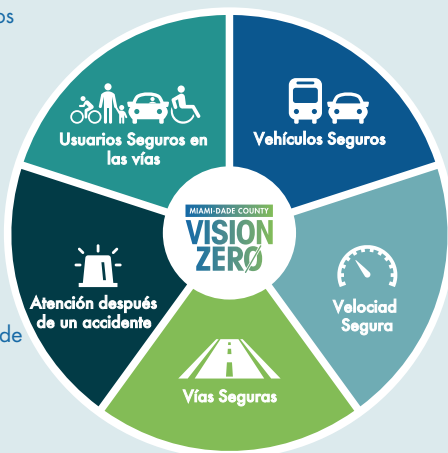 os
Usuarios Seguros en
las vías
Vehículos Seguros
MIAMI-DADE COUNTY
VISION
ZERO
Atención después
de un accidente
Velociad
Segura
de
Vías Seguras